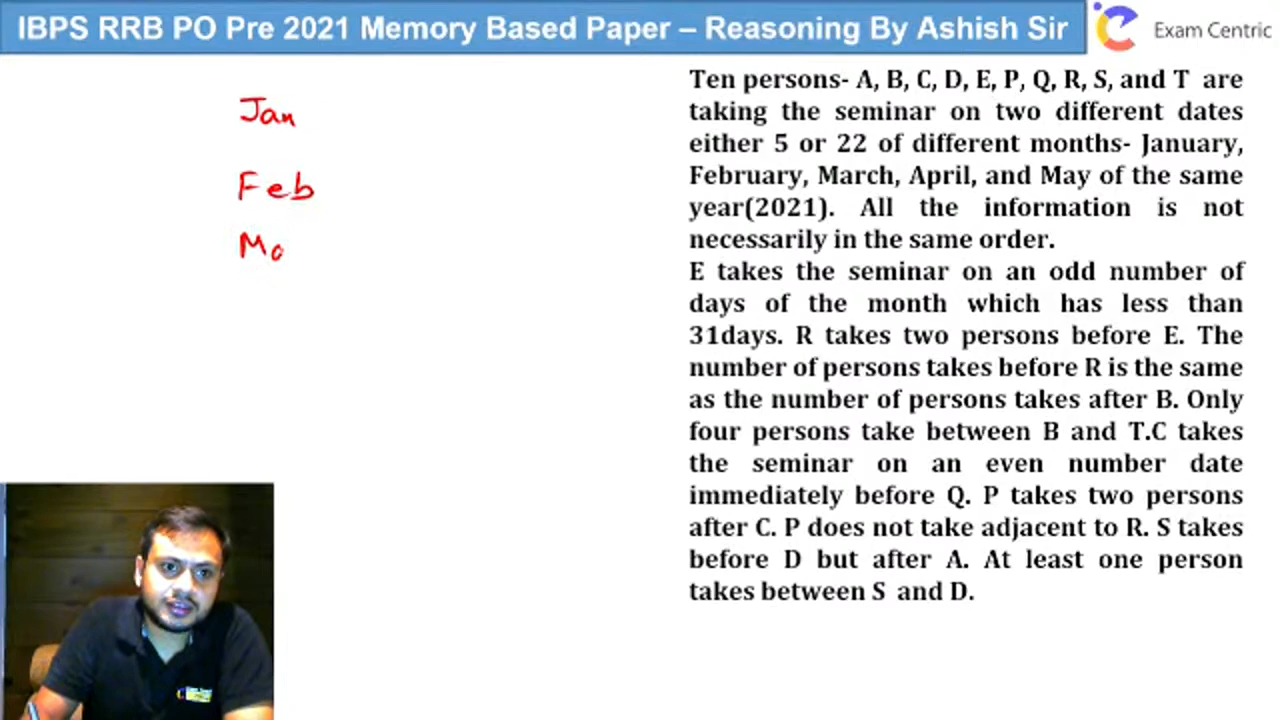 IBPS RRB PO Pre 2021 Memory Based Paper – Reasoning By Ashish Sir
Exam Centric
Jan
Feb
Ma
Ten persons- A, B, C, D, E, P, Q, R, S, and T are
taking the seminar on two different dates
either 5 or 22 of different months- January,
February, March, April, and May of the same
year(2021). All the information is not
necessarily in the same order.
E takes the seminar on an odd number of
days of the month which has less than
31days. R takes two persons before E. The
number of persons takes before R is the same
as the number of persons takes after B. Only
four persons take between B and T.C takes
the seminar on an even number date
immediately before Q. P takes two persons
after C. P does not take adjacent to R. S takes
before D but after A. At least one person
takes between S and D.